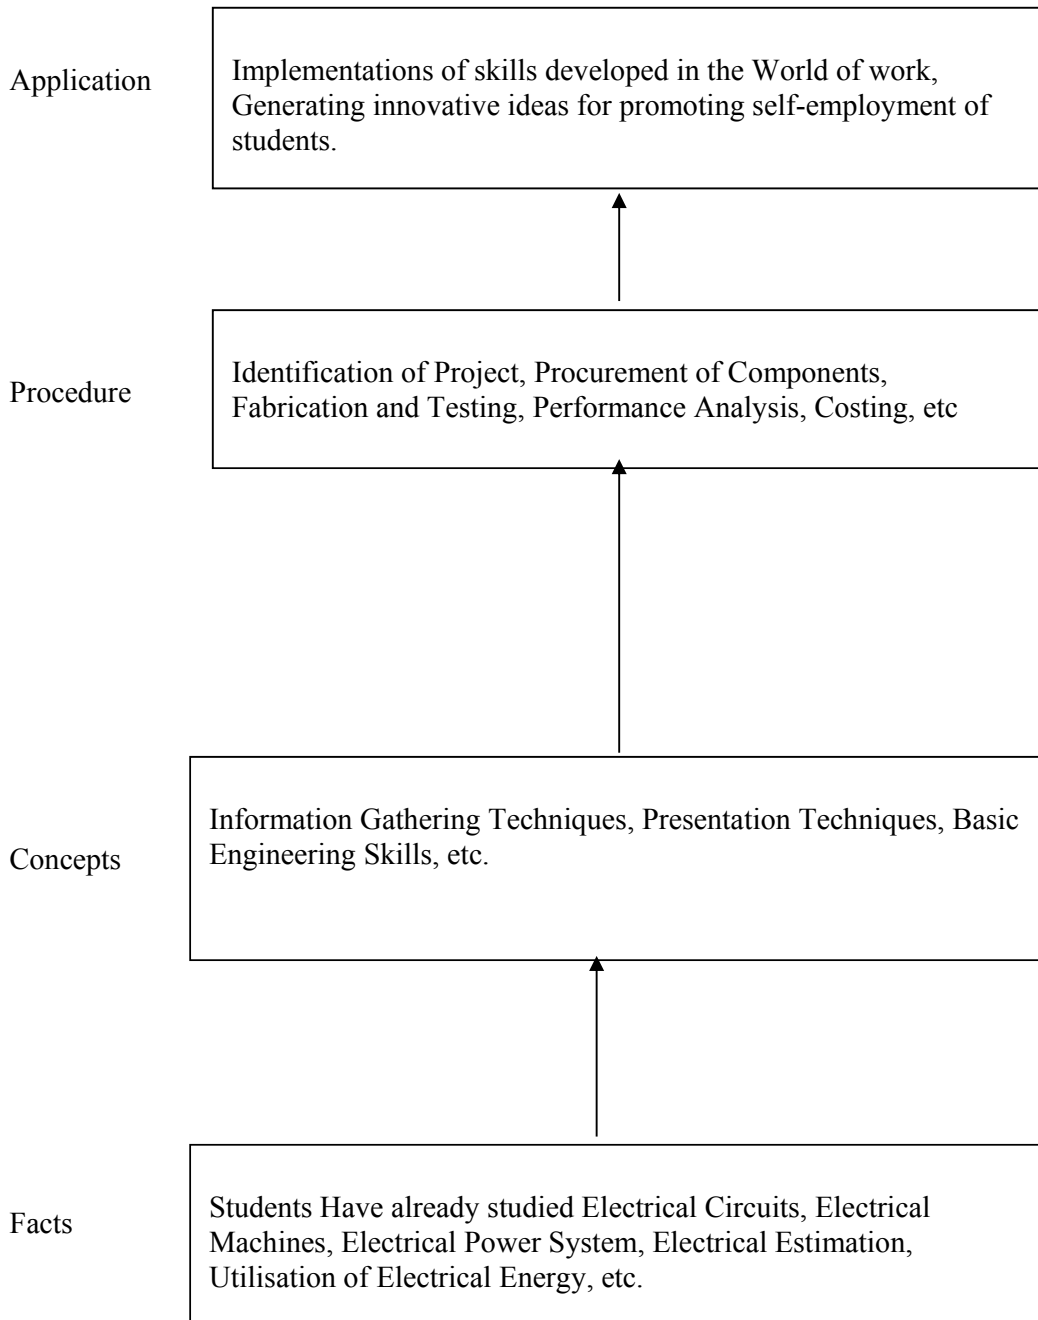 Application
Implementations of skills developed in the World of work,
Generating innovative ideas for promoting self-employment of
students.
Procedure
Identification of Project, Procurement of Components,
Fabrication and Testing, Performance Analysis, Costing, etc
Concepts
Information Gathering Techniques, Presentation Techniques, Basic
Engineering Skills, etc.
Facts
Students Have already studied Electrical Circuits, Electrical
Machines, Electrical Power System, Electrical Estimation,
Utilisation of Electrical Energy, etc.